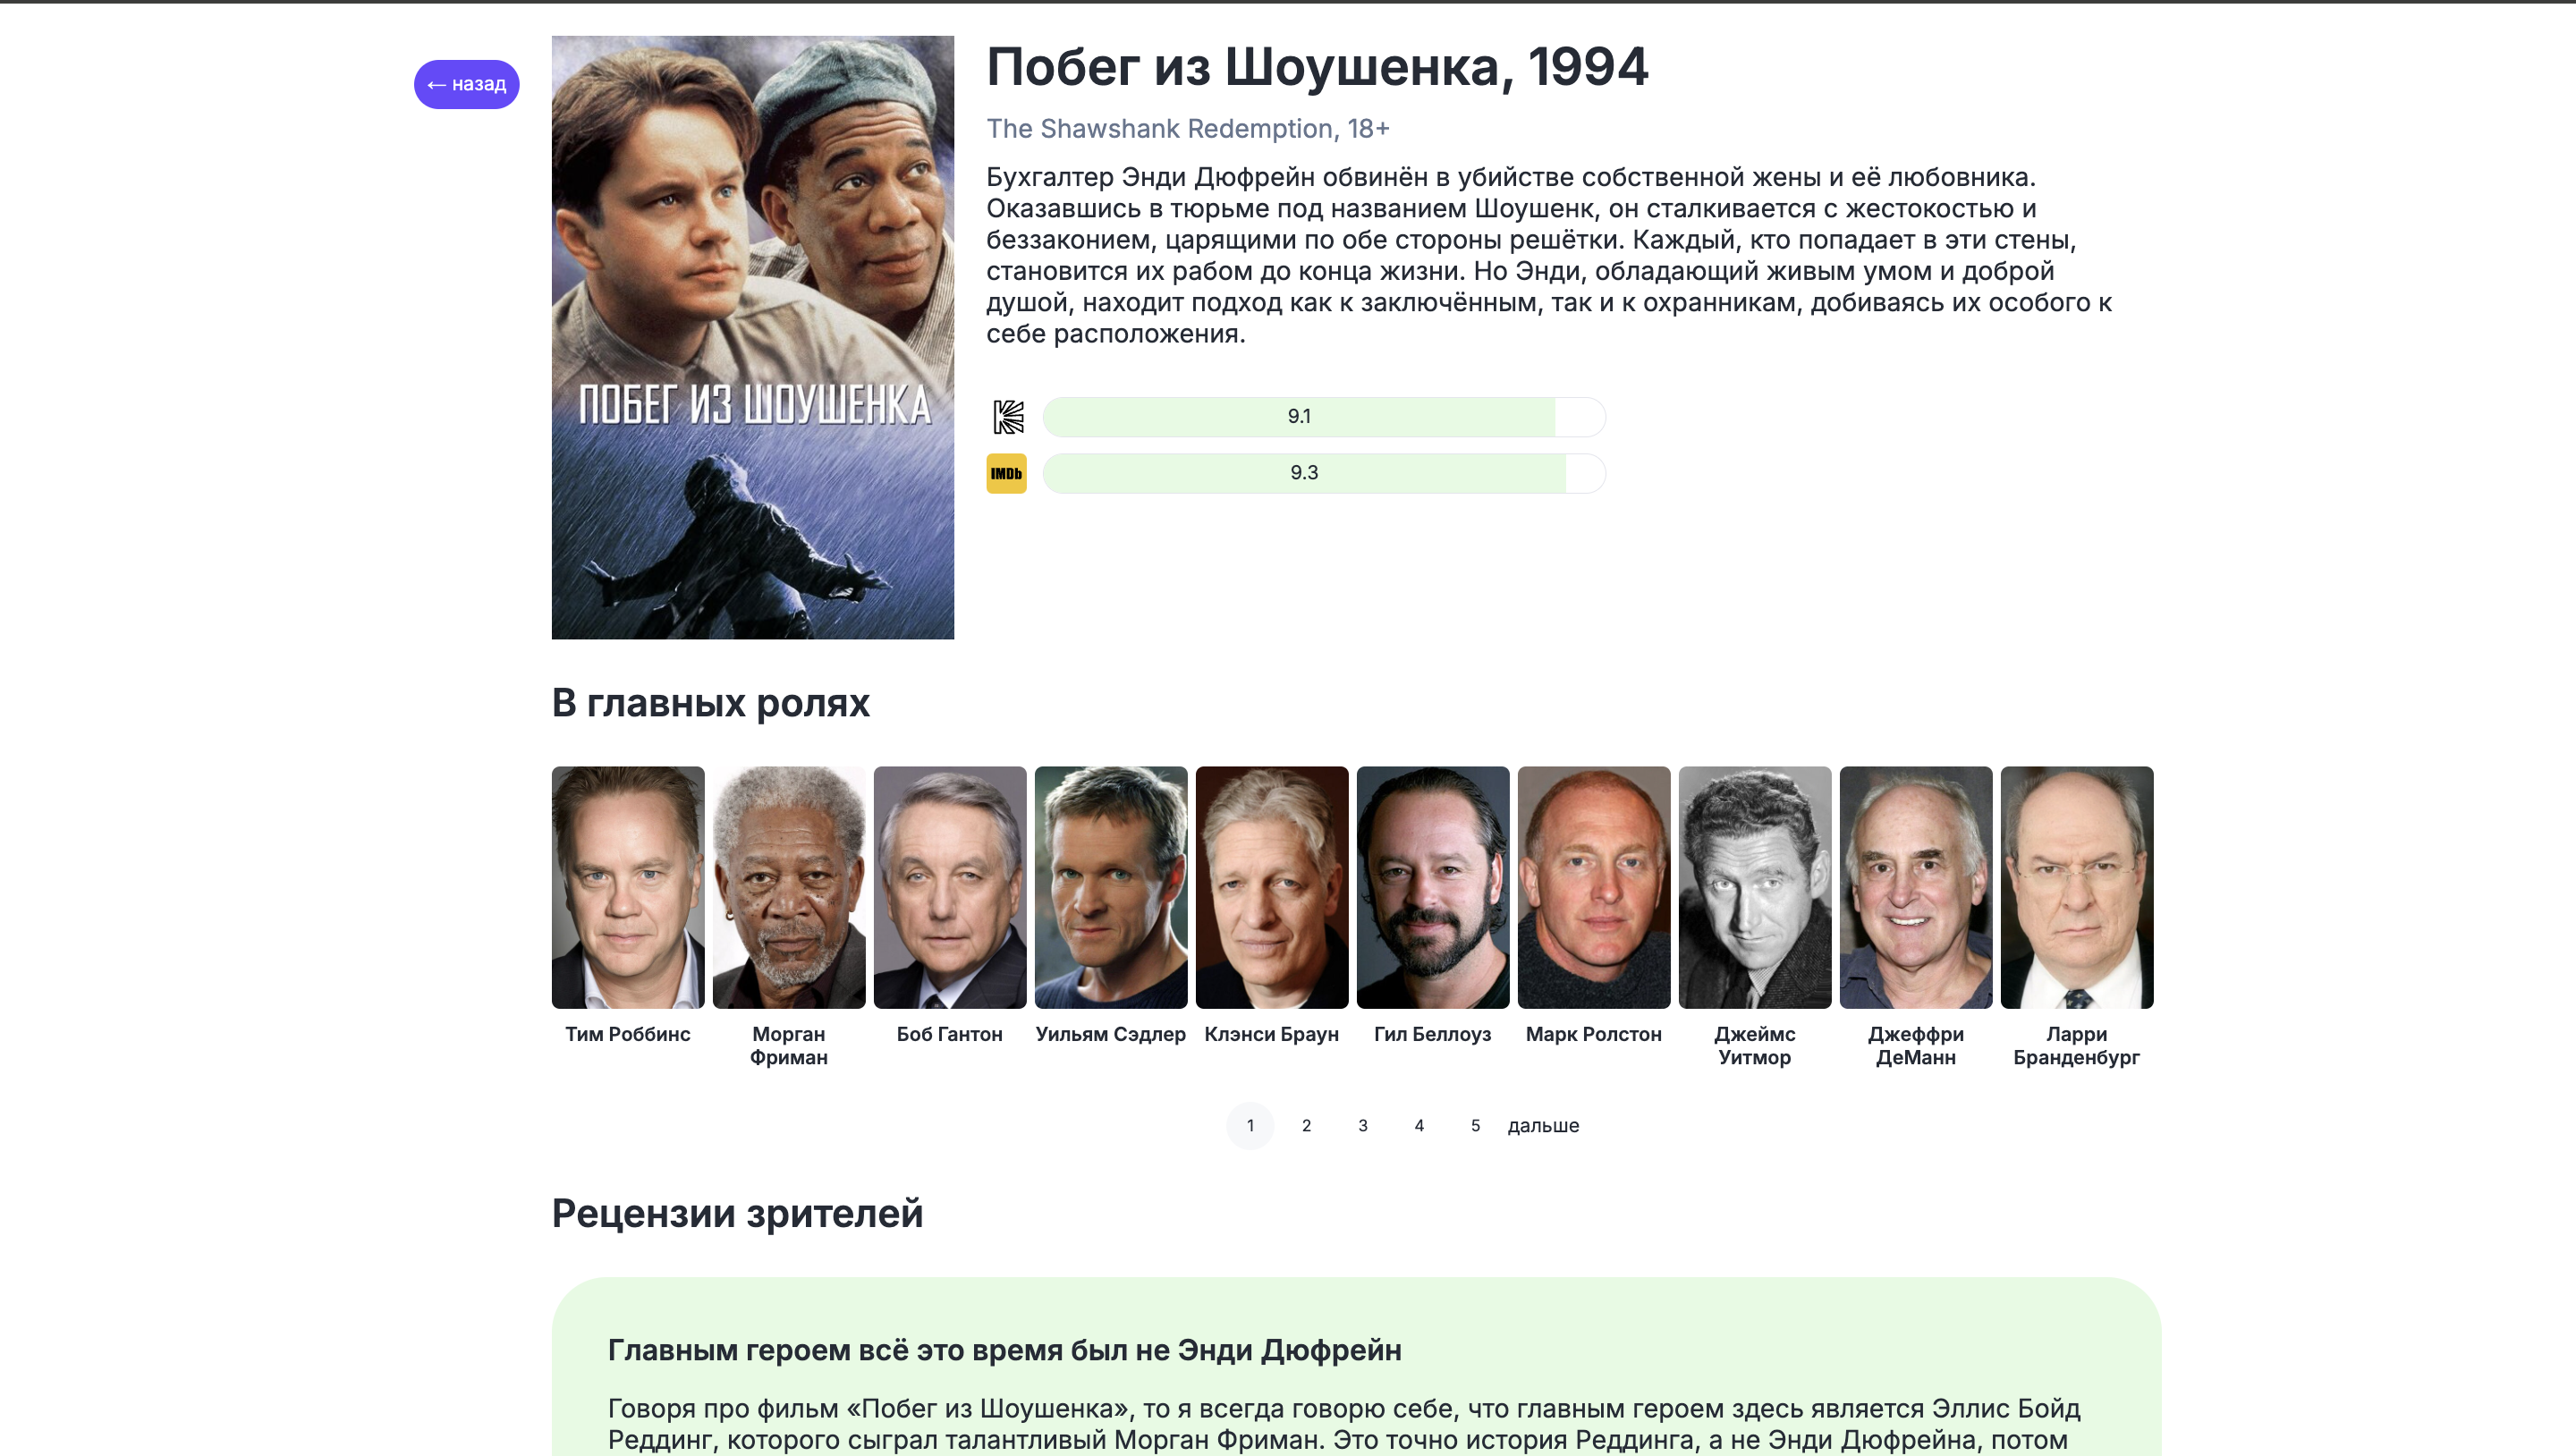 ← назад
Побег из Шоушенка, 1994
The Shawshank Redemption, 18+
Бухгалтер Энди Дюфрейн обвинён в убийстве собственной жены и её любовника.
Оказавшись в тюрьме под названием Шоушенк, он сталкивается с жестокостью и
беззаконием, царящими по обе стороны решётки. Каждый, кто попадает в эти стены,
становится их рабом до конца жизни. Но Энди, обладающий живым умом и доброй
душой, находит подход как к заключённым, так и к охранникам, добиваясь их особого к
себе расположения.
ПОБЕГ ИЗ ШОУШЕНКА
9.1
IMDb
9.3
В главных ролях
Тим Роббинс
Морган
Фриман
Боб Гантон
Уильям Сэдлер
Клэнси Браун
Гил Беллоуз
Марк Ролстон
Джеймс
Уитмор
Джеффри
ДеМанн
Ларри
Бранденбург
1 2 3 4 5 дальше
Рецензии зрителей
Главным героем всё это время был не Энди Дюфрейн
Говоря про фильм «Побег из Шоушенка», то я всегда говорю себе, что главным героем здесь является Эллис Бойд
Реддинг, которого сыграл талантливый Морган Фриман. Это точно история Реддинга, а не Энди Дюфрейна, потом